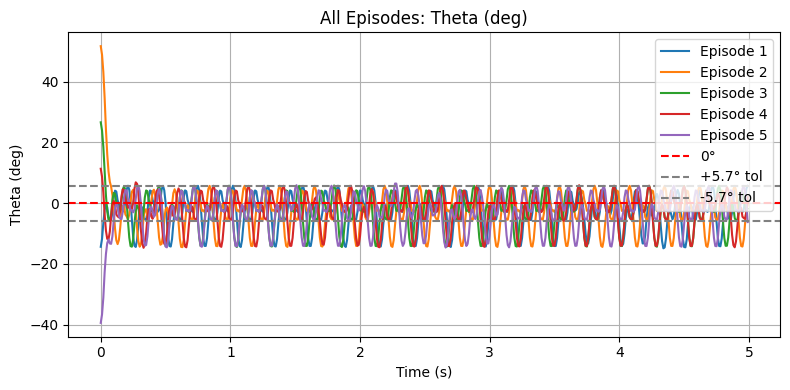 All Episodes: Theta (deg)
Theta (deg)
40
20
0
−20
−40
0
1
2
3
4
5
Time (s)
Episode 1
Episode 2
Episode 3
Episode 4
Episode 5
0°
+5.7° tol
-5.7° tol